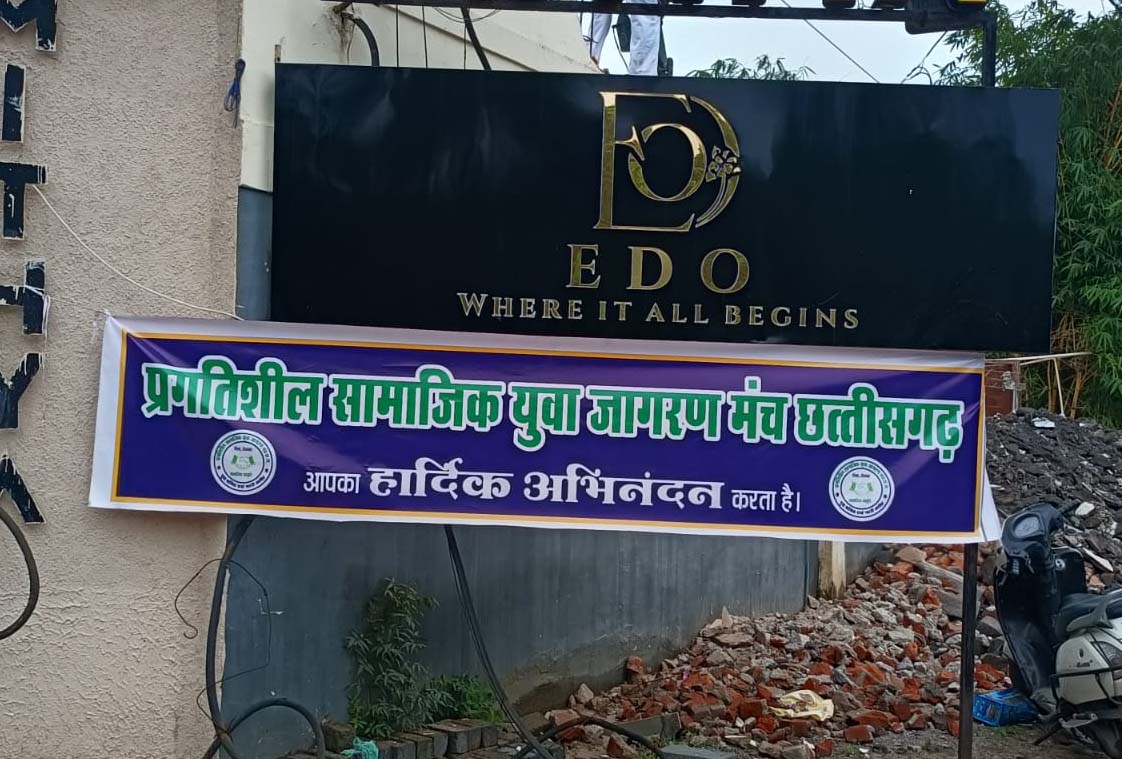 EDO
WHERE IT ALL BEGINS
प्रगतिशील सामाजिक युवा जागरण मंच छत्तीसगढ़
आपका हार्दिक अभिनंदन करता है।